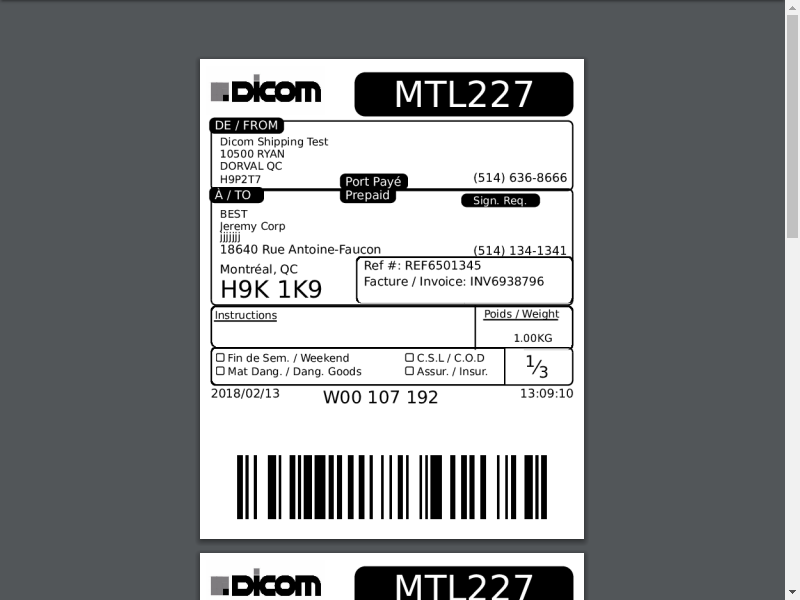 Dicom
MTL227
DE / FROM
Dicom Shipping Test
10500 RYAN
DORVAL QC
H9P2T7
(514) 636-8666
Port Payé
Prepaid
À / TO
Sign. Req.
BEST
Jeremy Corp
jjjjjjj
18640 Rue Antoine-Faucon
(514) 134-1341
Montréal, QC
H9K 1K9
Ref #: REF6501345
Facture / Invoice: INV6938796
Instructions
Poids / Weight
1.00KG
Fin de Sem. / Weekend
C.S.L / C.O.D
Mat Dang. / Dang. Goods
Assur. / Insur.
1/3
2018/02/13
W00 107 192
13:09:10
Dicom
MTL227